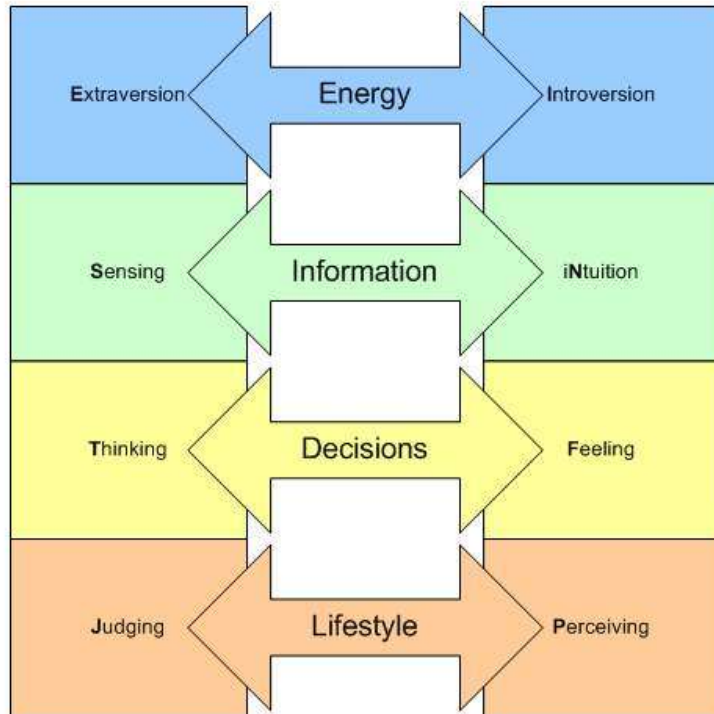 Extraversion Energy Introversion
Sensing Information iNtuition
Thinking Decisions Feeling
Judging Lifestyle Perceiving